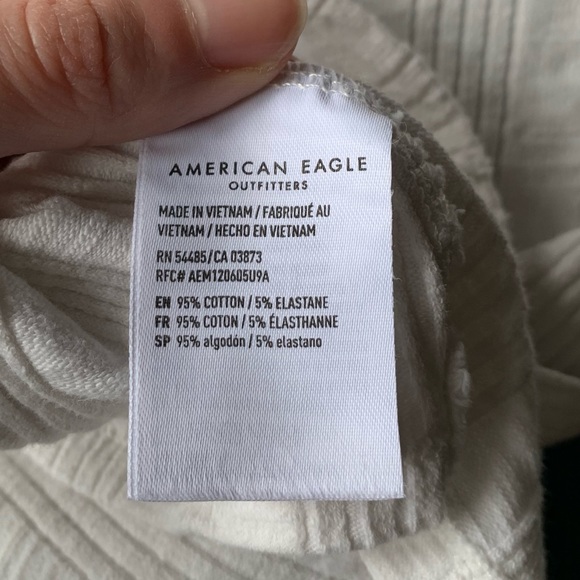 AMERICAN EAGLE
OUTFITTERS
MADE IN VIETNAM / FABRIQUÉ AU
VIETNAM / HECHO EN VIETNAM
RN 54485/CA 03873
RFC# AEM120605U9A
EN 95% COTTON / 5% ELASTANE
FR 95% COTON / 5% ÉLASTHANNE
SP 95% algodón / 5% elastano